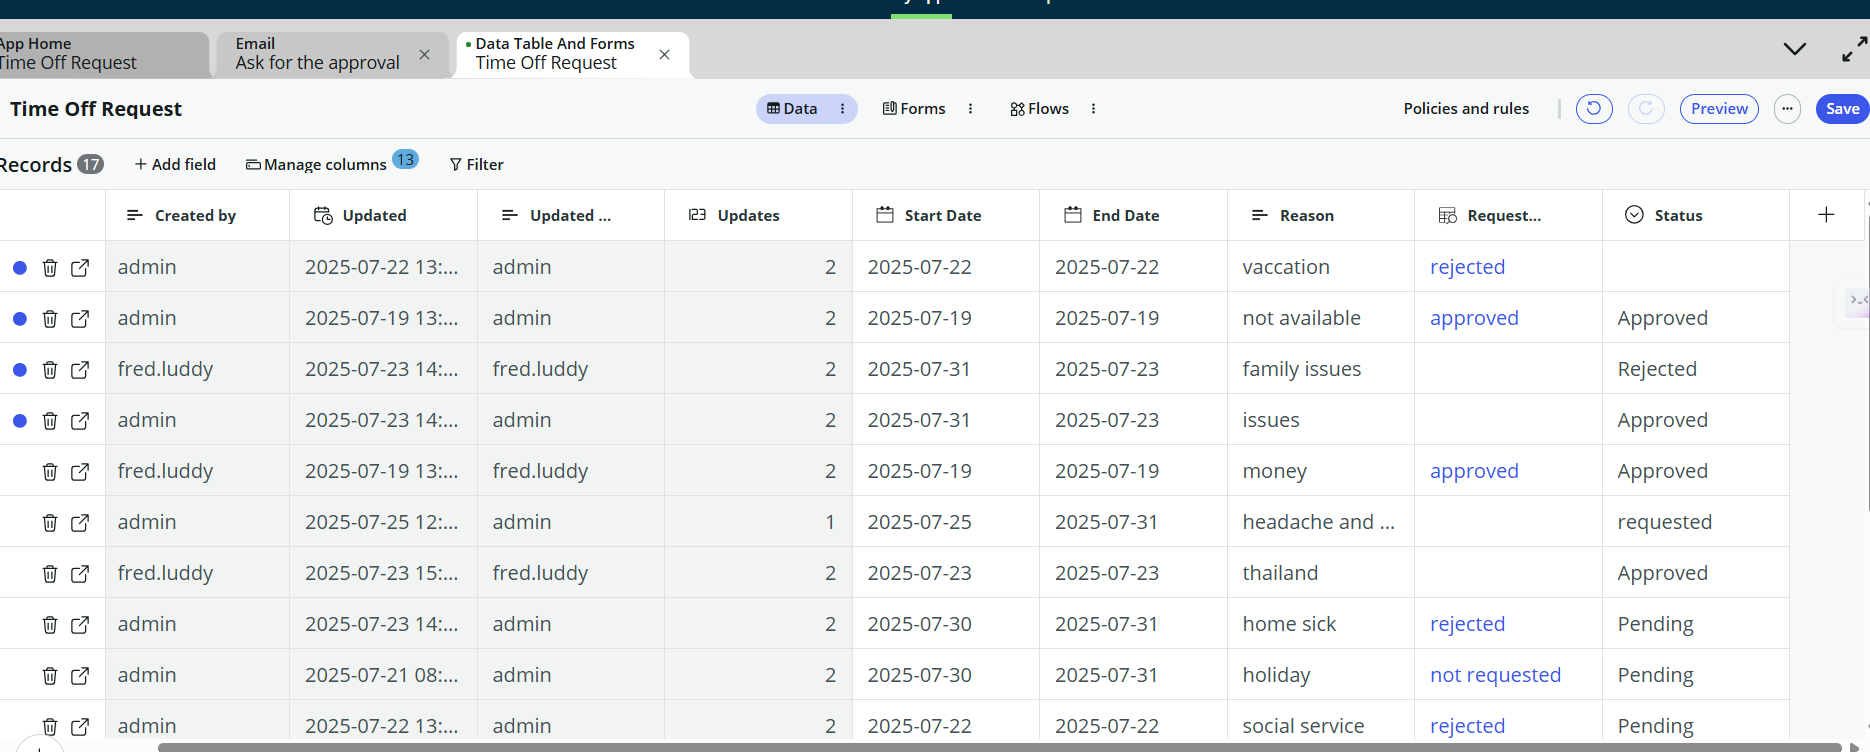 App Home
Time Off Request
Email
Ask for the approval
Data Table And Forms
Time Off Request
Time Off Request
Data
Forms
Flows
Policies and rules
Preview
Save
Records 17
+ Add field
Manage columns 13
Filter
Created by Updated Updated ... Updates Start Date End Date Reason Request... Status
admin 2025-07-22 13:... admin 2 2025-07-22 2025-07-22 vaccation rejected
admin 2025-07-19 13:... admin 2 2025-07-19 2025-07-19 not available approved Approved
fred.luddy 2025-07-23 14:... fred.luddy 2 2025-07-31 2025-07-23 family issues Rejected
admin 2025-07-23 14:... admin 2 2025-07-31 2025-07-23 issues Approved
fred.luddy 2025-07-19 13:... fred.luddy 2 2025-07-19 2025-07-19 money approved Approved
admin 2025-07-25 12:... admin 1 2025-07-25 2025-07-31 headache and ... requested
fred.luddy 2025-07-23 15:... fred.luddy 2 2025-07-23 2025-07-23 thailand Approved
admin 2025-07-23 14:... admin 2 2025-07-30 2025-07-31 home sick rejected Pending
admin 2025-07-21 08:... admin 2 2025-07-30 2025-07-31 holiday not requested Pending
admin 2025-07-22 13:... admin 2 2025-07-22 2025-07-22 social service rejected Pending